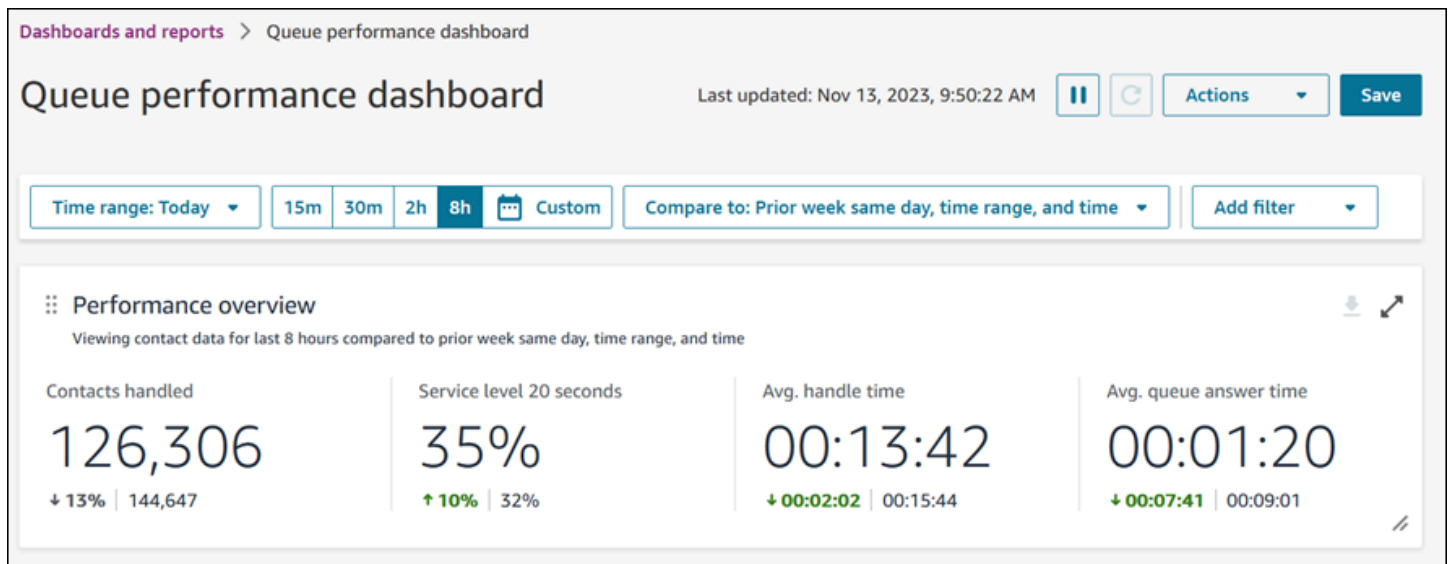 Dashboards and reports > Queue performance dashboard
Queue performance dashboard
Last updated: Nov 13, 2023, 9:50:22 AM
Actions
Save
Time range: Today
15m 30m 2h 8h Custom
Compare to: Prior week same day, time range, and time
Add filter
Performance overview
Viewing contact data for last 8 hours compared to prior week same day, time range, and time
Contacts handled
126,306
↓ 13% | 144,647
Service level 20 seconds
35%
↑ 10% | 32%
Avg. handle time
00:13:42
↓ 00:02:02 | 00:15:44
Avg. queue answer time
00:01:20
↓ 00:07:41 | 00:09:01